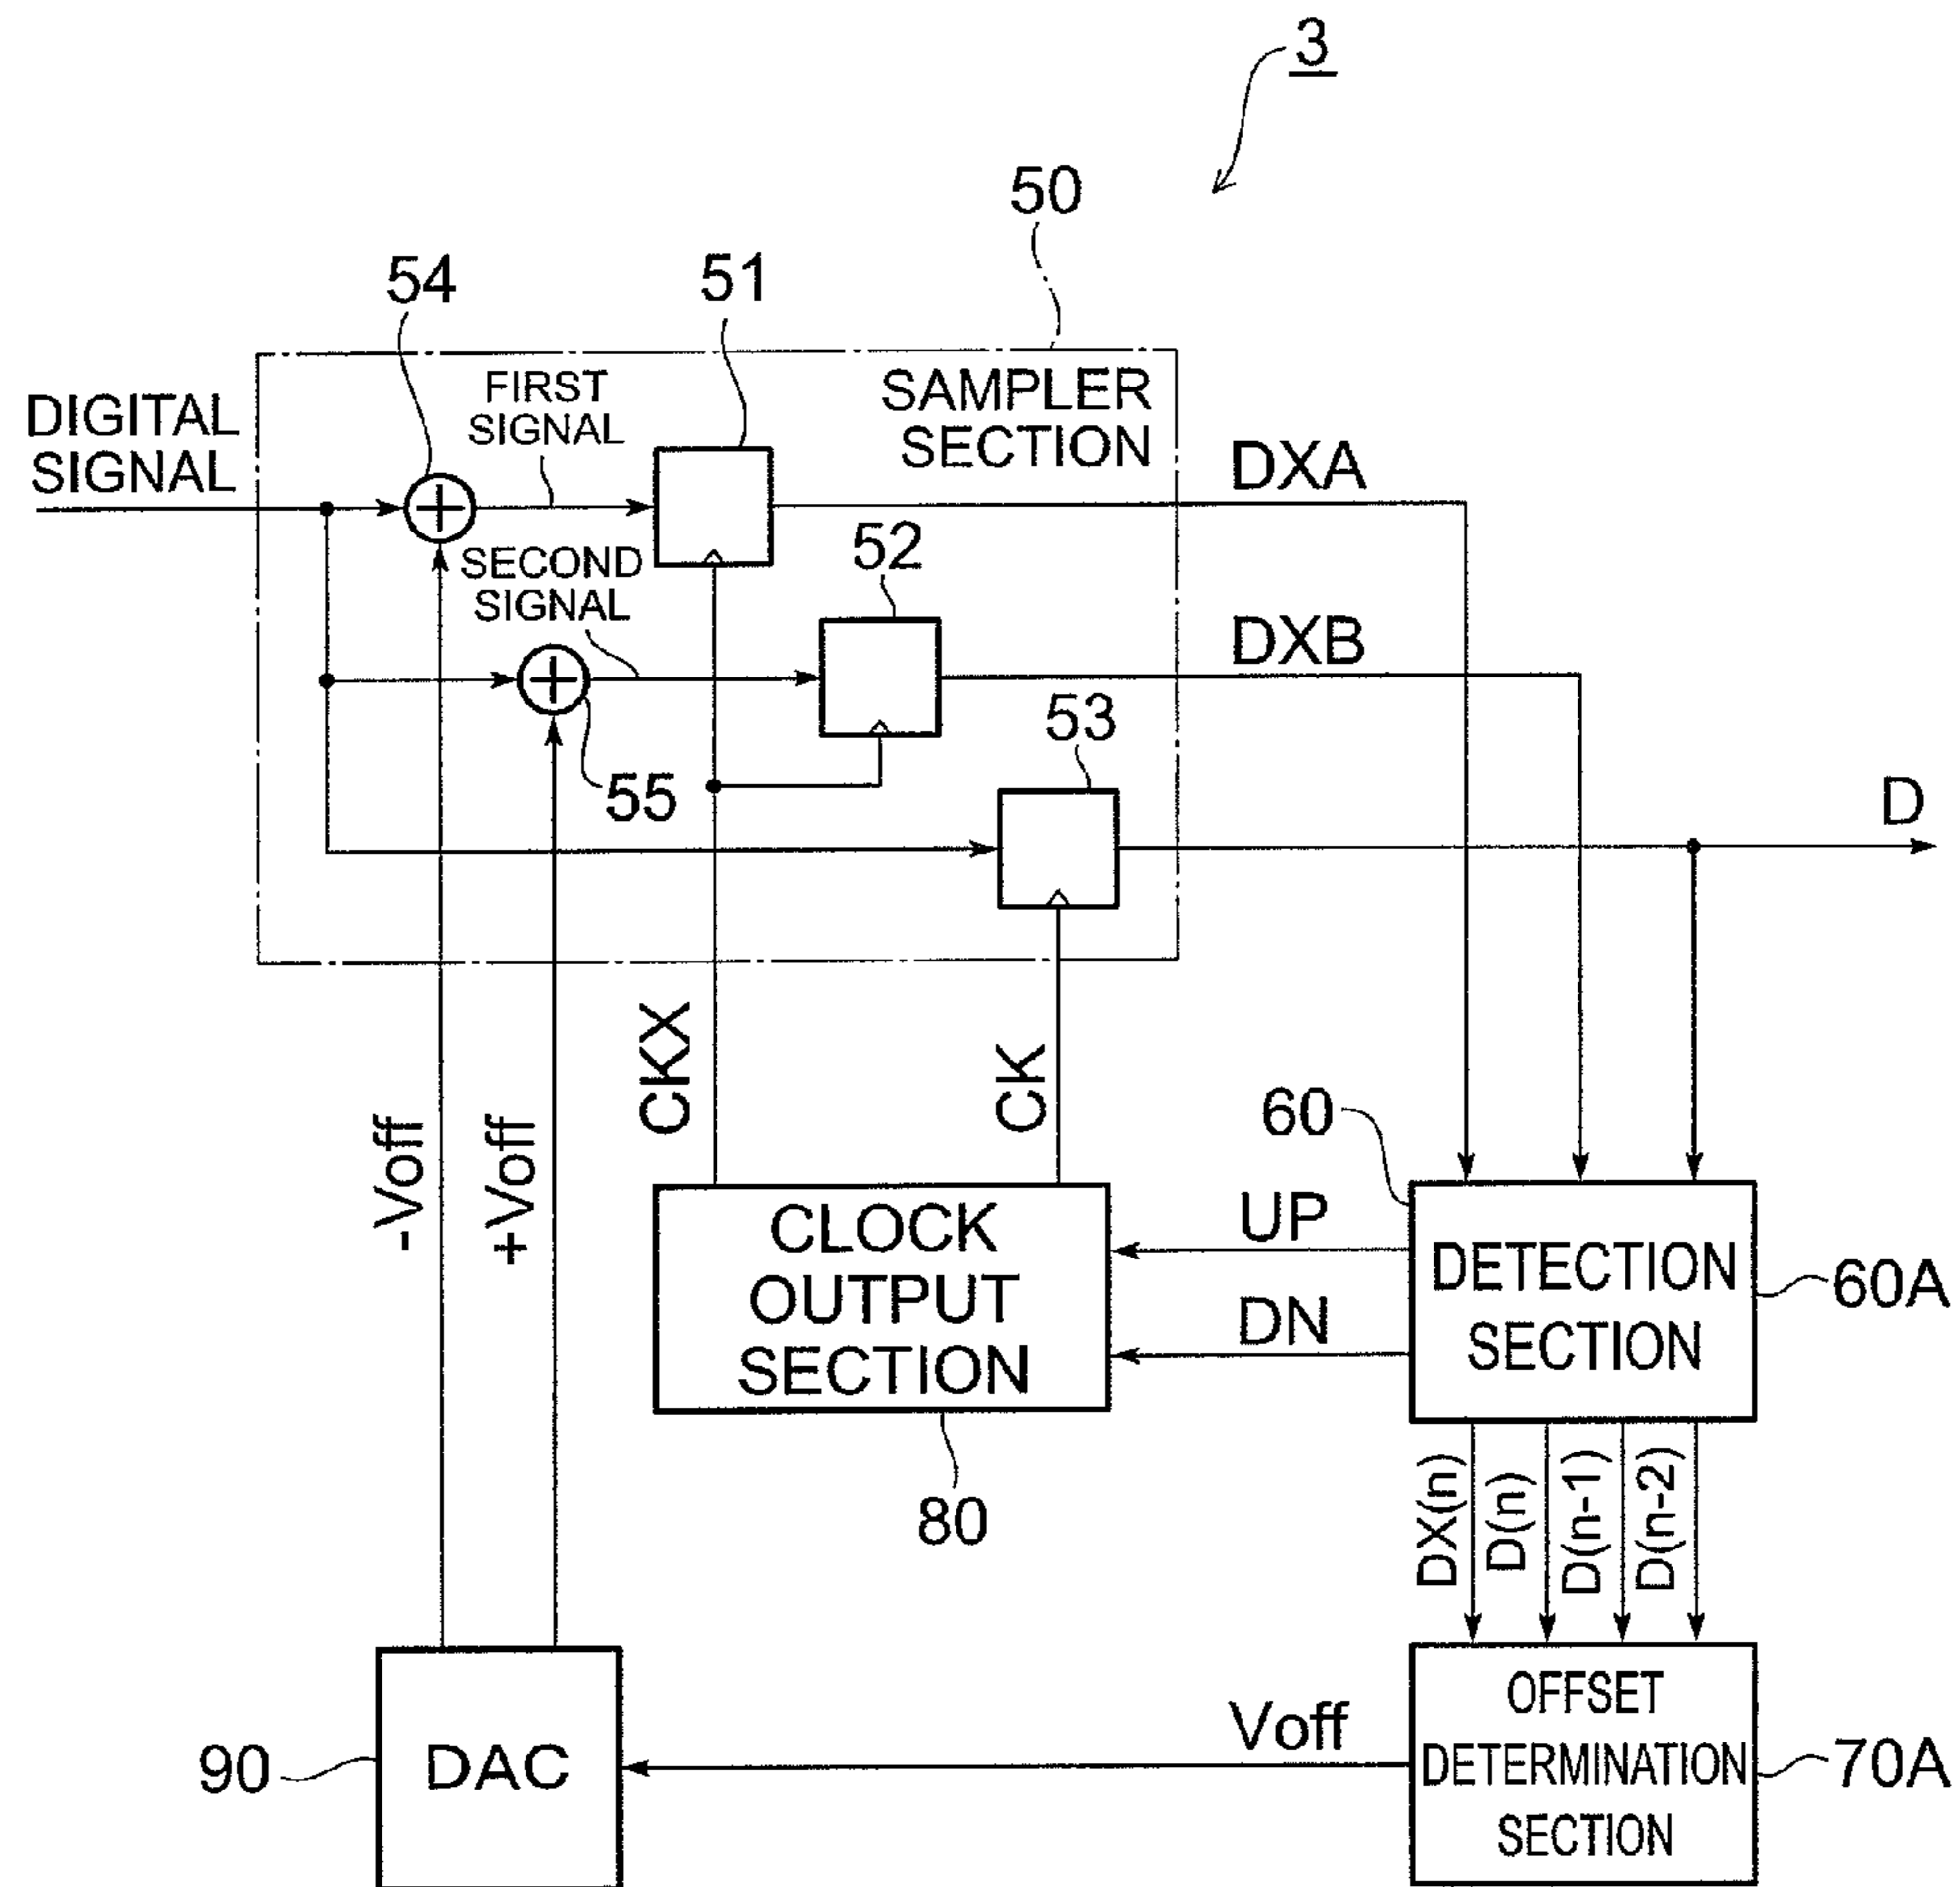 3
50
54
51
DIGITAL
SIGNAL
FIRST
SIGNAL
SAMPLER
SECTION
DXA
SECOND
SIGNAL
52
DXB
53
55
D
CKX
CK
-Voff
+Voff
60
CLOCK
OUTPUT
SECTION
UP
DN
DETECTION
SECTION
60A
80
DX(n)
D(n)
D(n-1)
D(n-2)
90
DAC
Voff
OFFSET
DETERMINATION
SECTION
70A